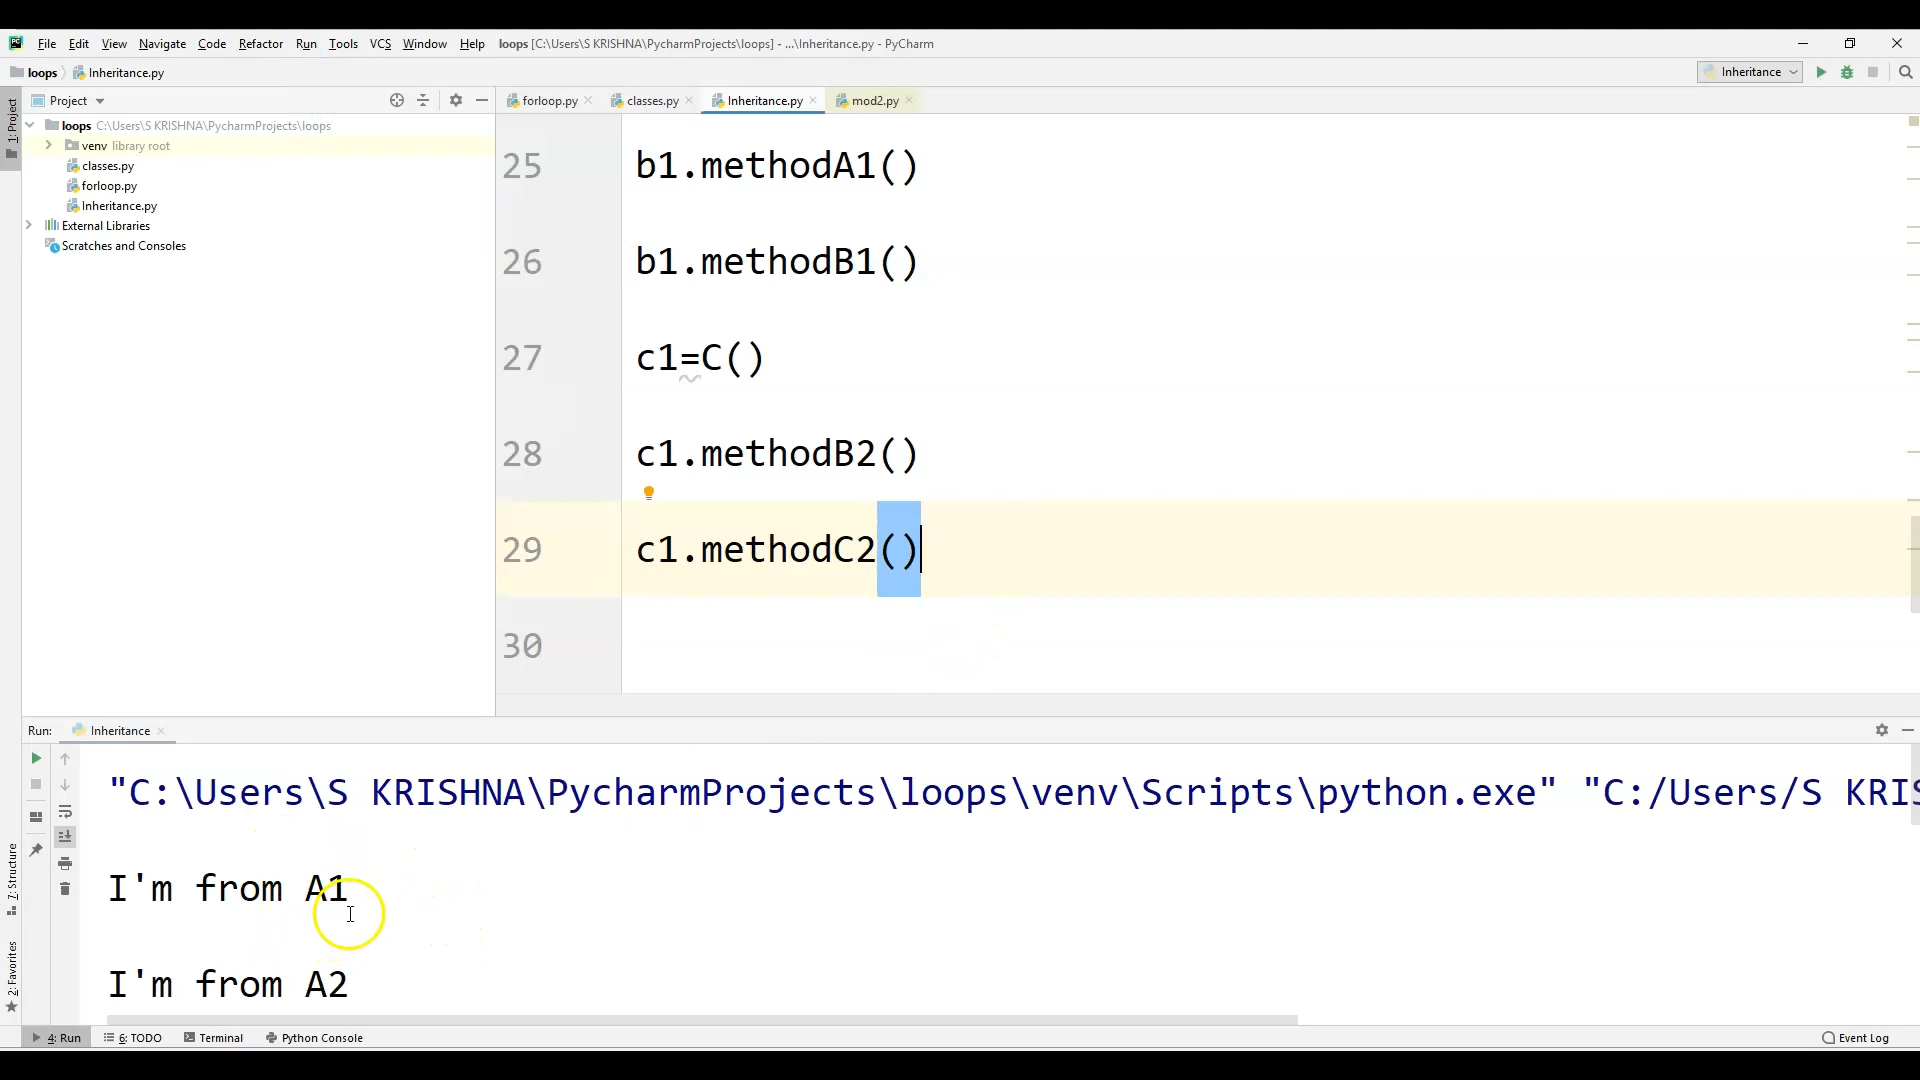 File Edit View Navigate Code Refactor Run Tools VCS Window Help loops [C:\Users\S KRISHNA\PycharmProjects\loops] - ...\Inheritance.py - PyCharm
loops Inheritance.py Inheritance
Project forloop.py classes.py Inheritance.py mod2.py
1: Project
loops C:\Users\S KRISHNA\PycharmProjects\loops
venv library root
classes.py
forloop.py
Inheritance.py
External Libraries
Scratches and Consoles
25 b1.methodA1()
26 b1.methodB1()
27 c1=C()
28 c1.methodB2()
29 c1.methodC2()
30
Run: Inheritance
"C:\Users\S KRISHNA\PycharmProjects\loops\venv\Scripts\python.exe" "C:/Users/S KRIS
I'm from A1
I'm from A2
7: Structure
2: Favorites
4: Run 6: TODO Terminal Python Console Event Log